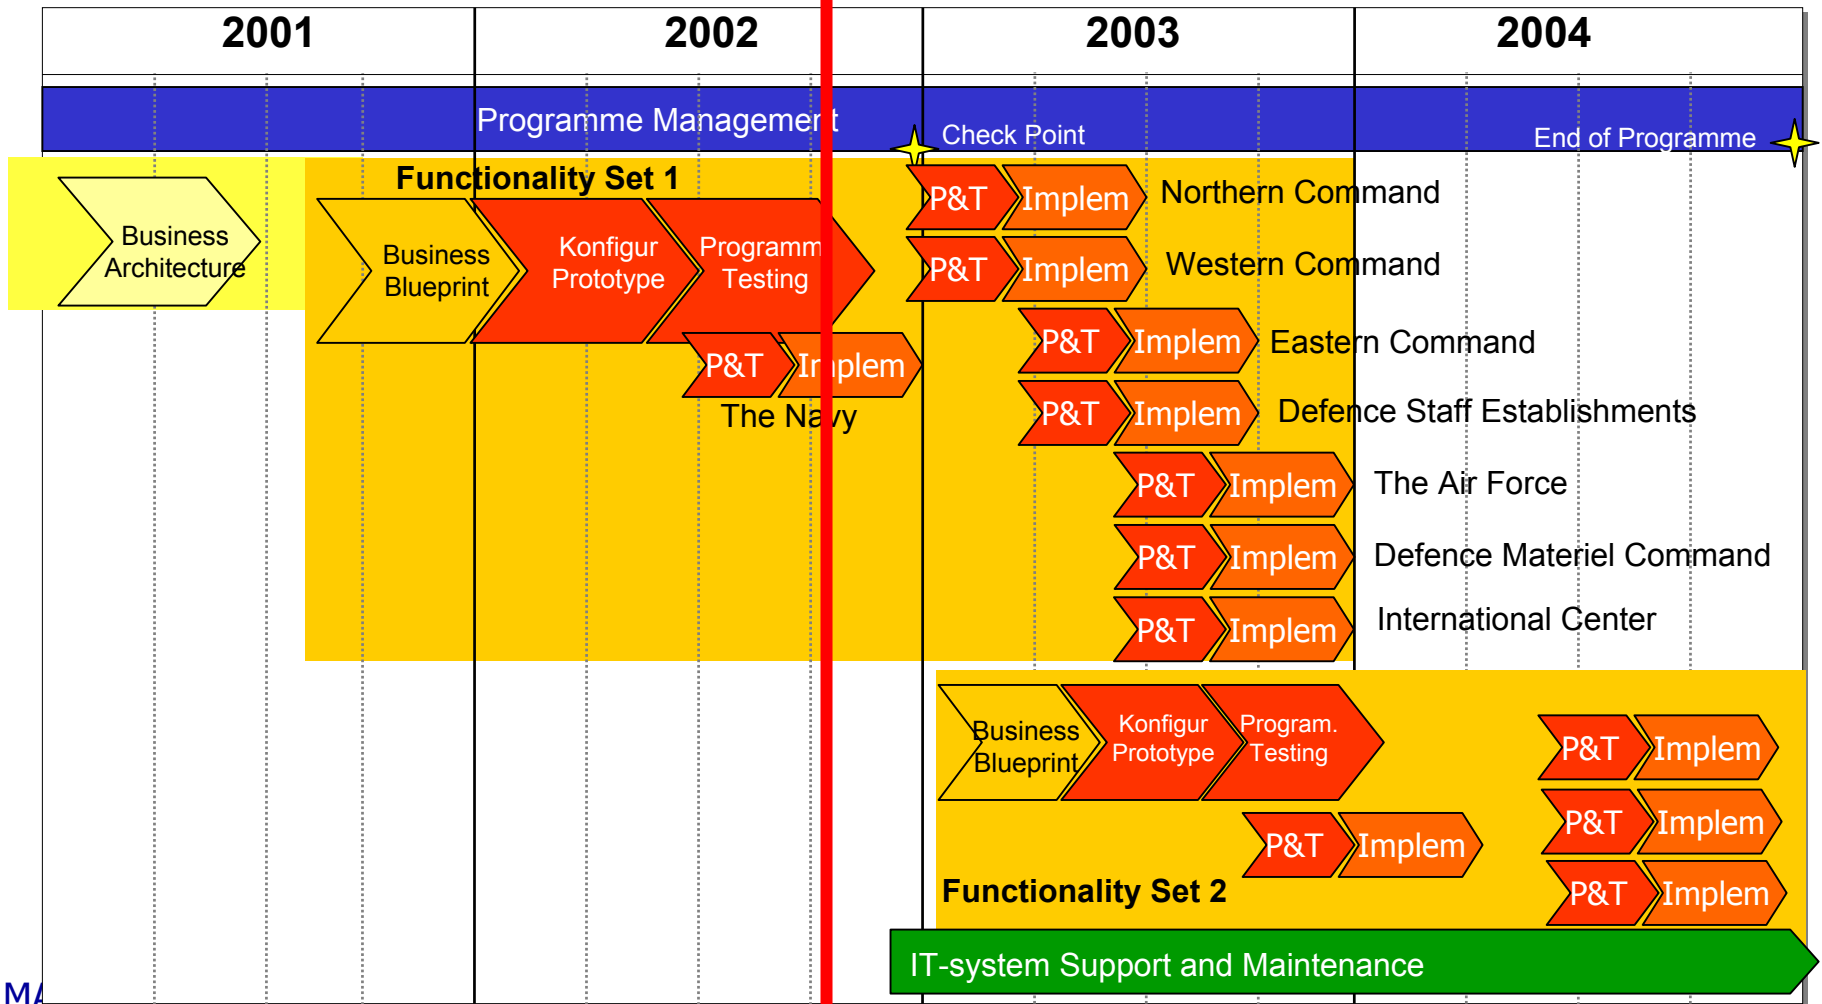 2001 2002 2003 2004
Programme Management
Check Point
End of Programme
Functionality Set 1
Business
Architecture
Business
Blueprint
Konfigur
Prototype
Programm.
Testing
P&T Implem
The Navy
P&T Implem Northern Command
P&T Implem Western Command
P&T Implem Eastern Command
P&T Implem Defence Staff Establishments
P&T Implem The Air Force
P&T Implem Defence Materiel Command
P&T Implem International Center
Business
Blueprint
Konfigur
Prototype
Program.
Testing
P&T Implem
P&T Implem
P&T Implem
P&T Implem
Functionality Set 2
IT-system Support and Maintenance